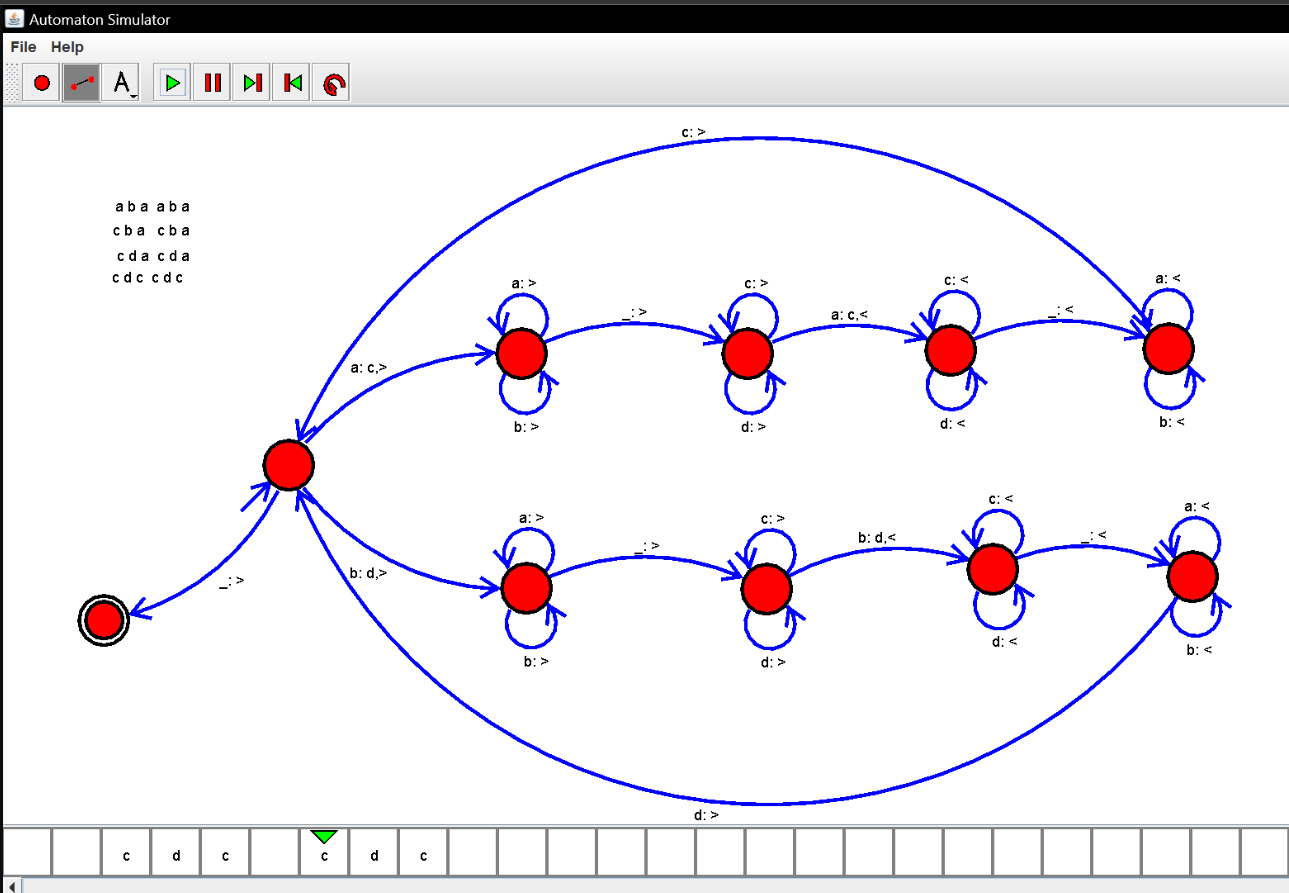 Automaton Simulator
File Help
A
c: >
a b a a b a
c b a c b a
c d a c d a
c d c c d c
a: >
_: >
c: >
a: c,<
c: <
_: <
a: <
a: c,>
b: >
d: >
d: <
b: <
a: >
_: >
c: >
b: d,<
c: <
_: <
a: <
b: d,>
_: >
b: >
d: >
d: <
b: <
d: >
c d c c d c